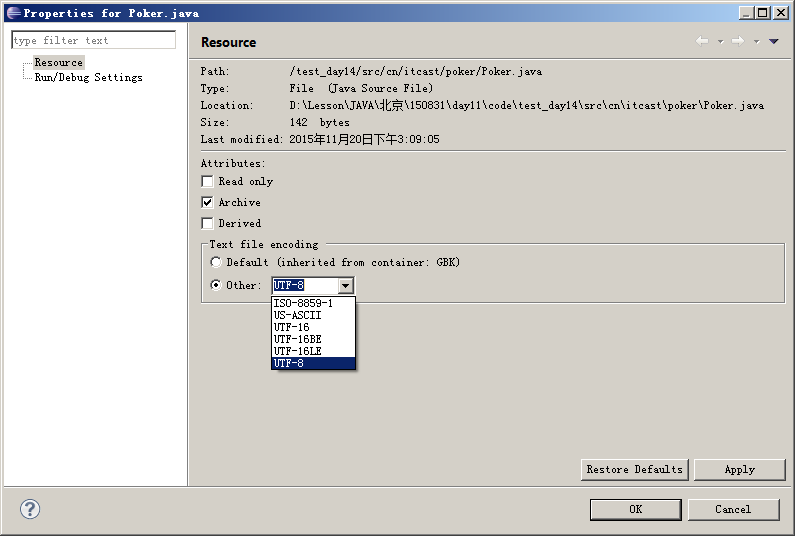 Properties for Poker.java
type filter text
Resource
Run/Debug Settings
Resource
Path: /test_day14/src/cn/itcast/poker/Poker.java
Type: File (Java Source File)
Location: D:\Lesson\JAVA\北京\150831\day11\code\test_day14\src\cn\itcast\poker\Poker.java
Size: 142 bytes
Last modified: 2015年11月20日下午3:09:05
Attributes:
Read only
Archive
Derived
Text file encoding
Default (inherited from container: GBK)
Other: UTF-8
ISO-8859-1
US-ASCII
UTF-16
UTF-16BE
UTF-16LE
UTF-8
Restore Defaults Apply
? OK Cancel